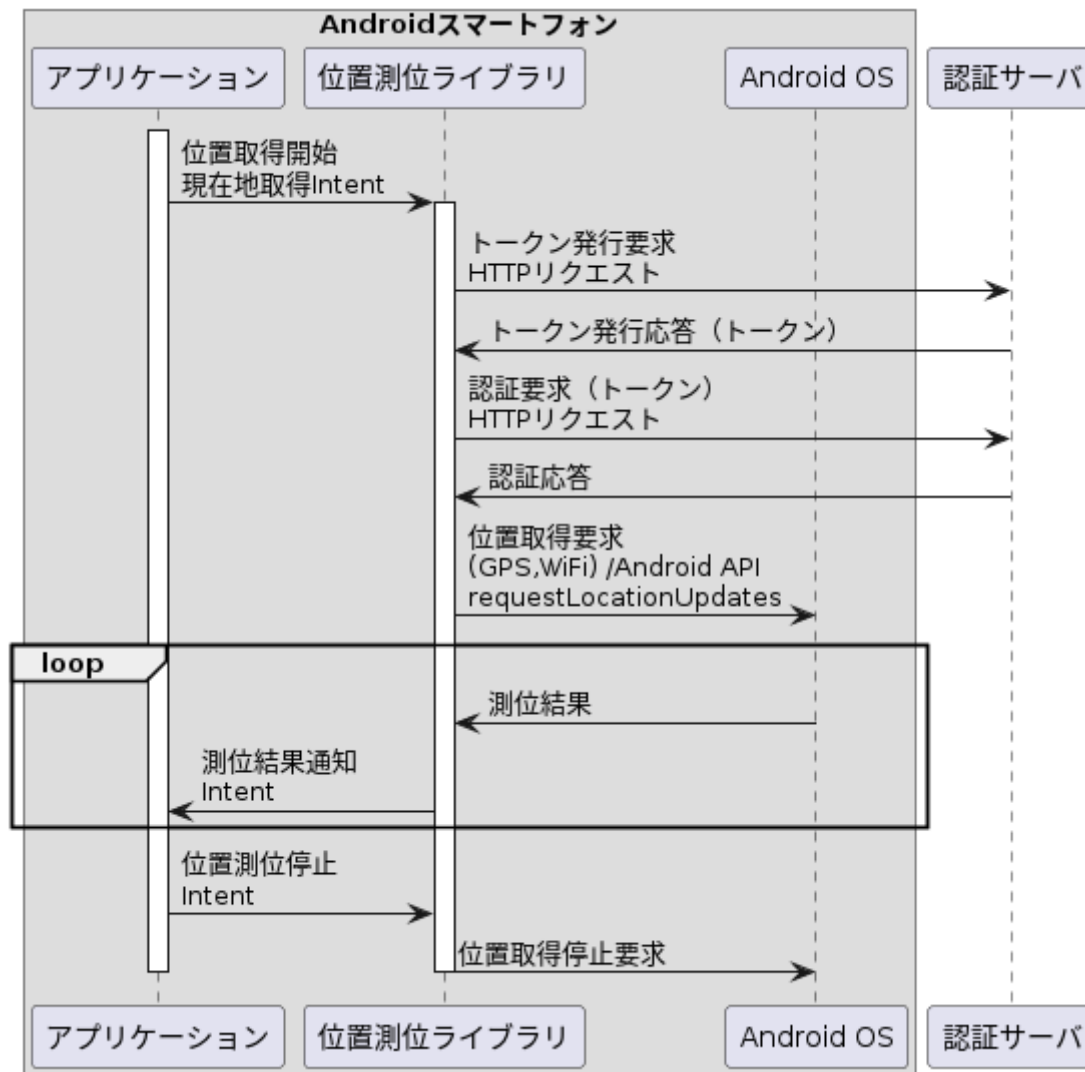 Androidスマートフォン
アプリケーション
位置測位ライブラリ
Android OS
認証サーバ
位置取得開始
現在地取得Intent
トークン発行要求
HTTPリクエスト
トークン発行応答（トークン）
認証要求（トークン）
HTTPリクエスト
認証応答
位置取得要求
(GPS,WiFi) /Android API
requestLocationUpdates
loop
測位結果
測位結果通知
Intent
位置測位停止
Intent
位置取得停止要求
アプリケーション
位置測位ライブラリ
Android OS
認証サーバ